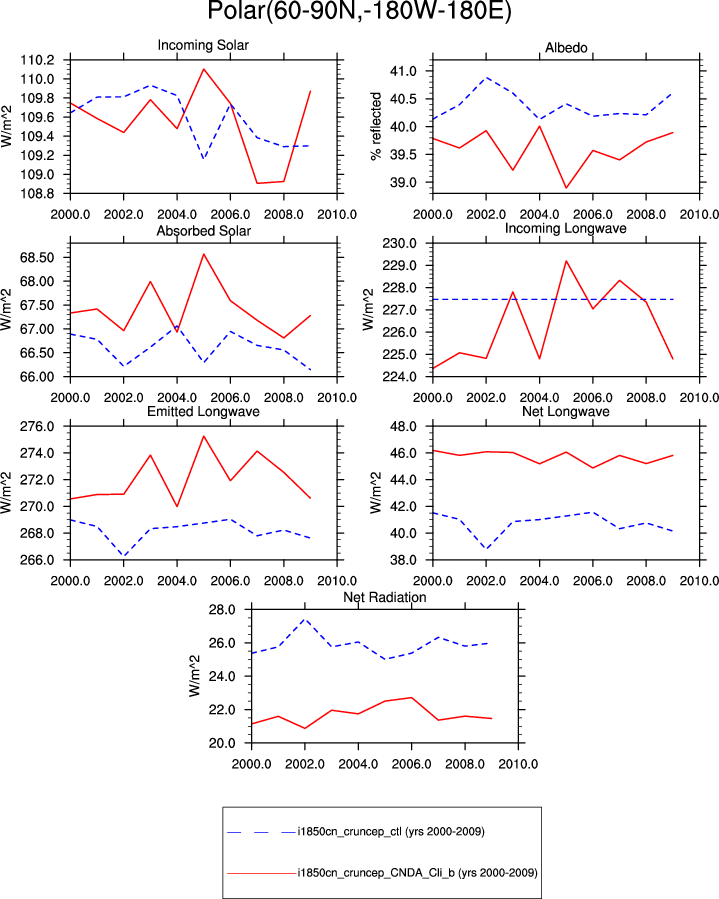 Polar(60-90N,-180W-180E)
Incoming Solar
W/m^2
110.2
110.0
109.8
109.6
109.4
109.2
109.0
108.8
2000.0 2002.0 2004.0 2006.0 2008.0 2010.0
Albedo
% reflected
41.0
40.5
40.0
39.5
39.0
2000.0 2002.0 2004.0 2006.0 2008.0 2010.0
Absorbed Solar
W/m^2
68.50
68.00
67.50
67.00
66.50
66.00
2000.0 2002.0 2004.0 2006.0 2008.0 2010.0
Incoming Longwave
W/m^2
230.0
229.0
228.0
227.0
226.0
225.0
224.0
2000.0 2002.0 2004.0 2006.0 2008.0 2010.0
Emitted Longwave
W/m^2
276.0
274.0
272.0
270.0
268.0
266.0
2000.0 2002.0 2004.0 2006.0 2008.0 2010.0
Net Longwave
W/m^2
48.0
46.0
44.0
42.0
40.0
38.0
2000.0 2002.0 2004.0 2006.0 2008.0 2010.0
Net Radiation
W/m^2
28.0
26.0
24.0
22.0
20.0
2000.0 2002.0 2004.0 2006.0 2008.0 2010.0
i1850cn_cruncep_ctl (yrs 2000-2009)
i1850cn_cruncep_CNDA_Cli_b (yrs 2000-2009)